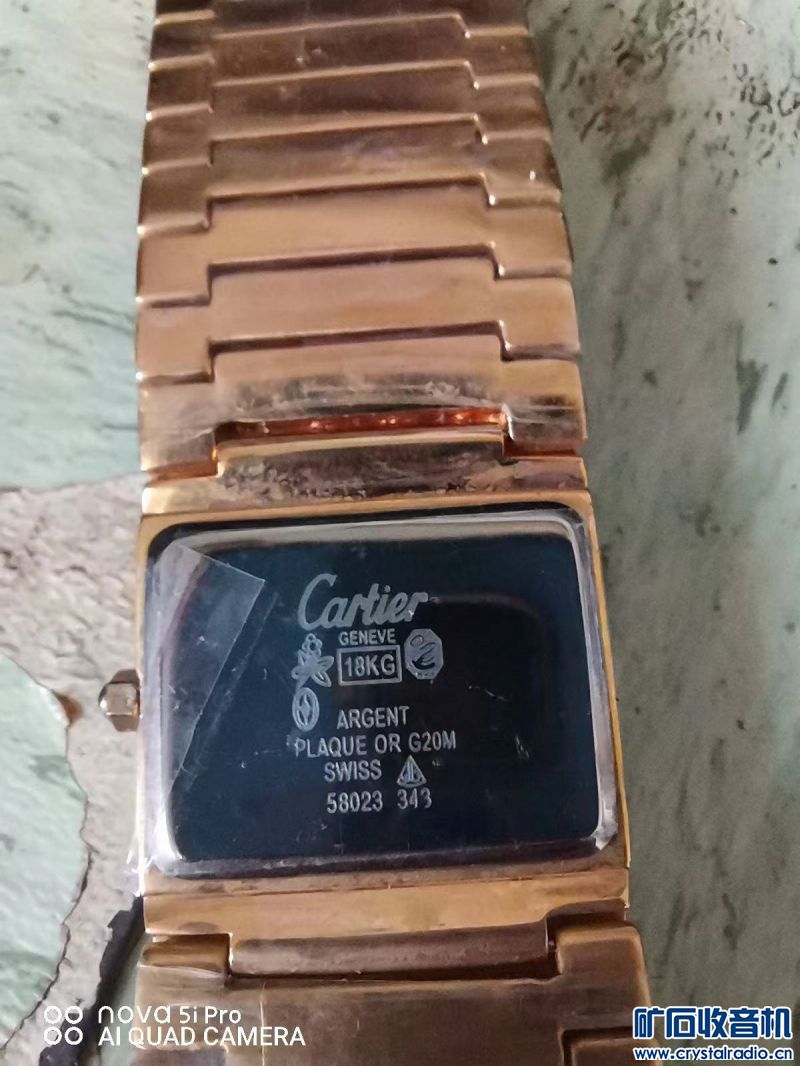 Cartier
GENEVE
18KG
ARGENT
PLAQUE OR G20M
SWISS
58023 343
nova 5i Pro
AI QUAD CAMERA
矿石收音机
www.crystalradio.cn